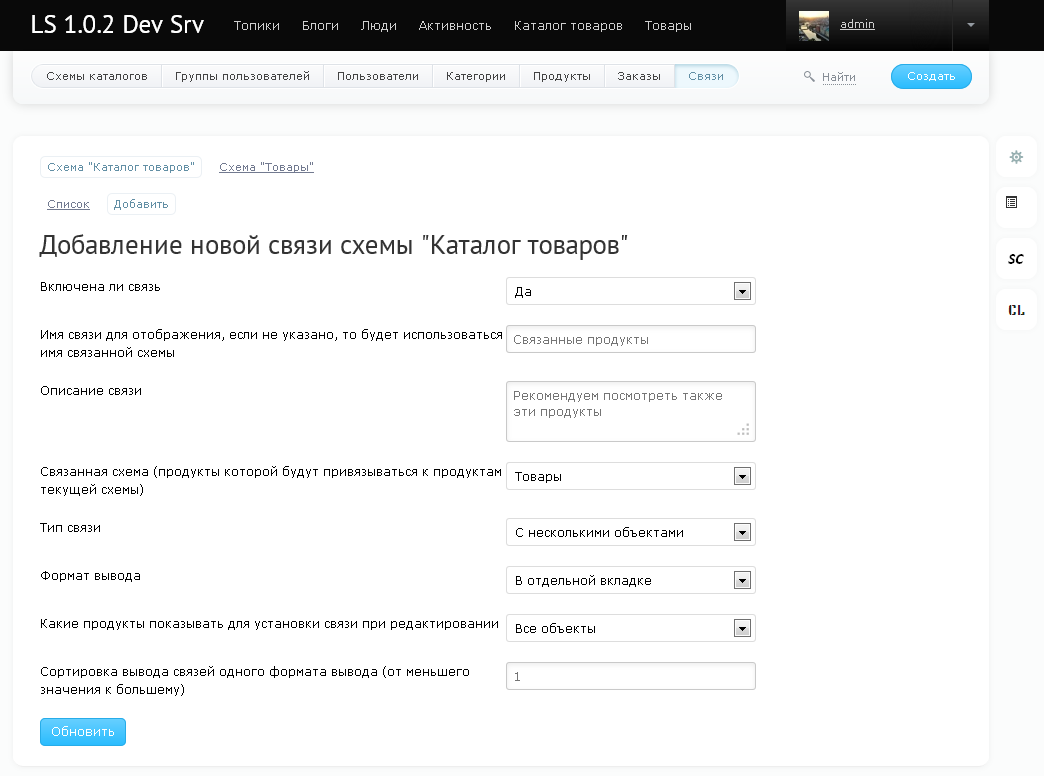 LS 1.0.2 Dev Srv Топики Блоги Люди Активность Каталог товаров Товары admin
Схемы каталогов Группы пользователей Пользователи Категории Продукты Заказы Связи Найти Создать
Схема "Каталог товаров" Схема "Товары"
Список Добавить
Добавление новой связи схемы "Каталог товаров"
Включена ли связь Да
Имя связи для отображения, если не указано, то будет использоваться
имя связанной схемы
Связанные продукты
Описание связи
Рекомендуем посмотреть также
эти продукты
Связанная схема (продукты которой будут привязываться к продуктам
текущей схемы)
Товары
Тип связи С несколькими объектами
Формат вывода В отдельной вкладке
Какие продукты показывать для установки связи при редактировании Все объекты
Сортировка вывода связей одного формата вывода (от меньшего
значения к большему)
1
Обновить
SC
CL